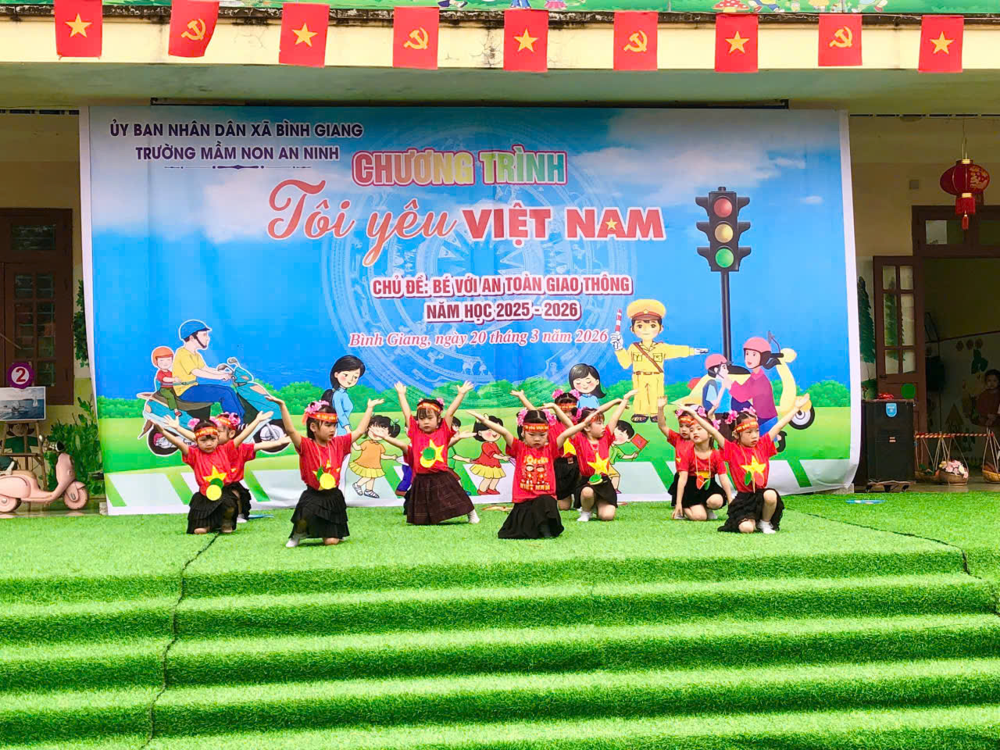 ỦY BAN NHÂN DÂN XÃ BÌNH GIANG
TRƯỜNG MẦM NON AN NINH
CHƯƠNG TRÌNH
Tôi yêu VIỆT NAM
CHỦ ĐỀ: BÉ VỚI AN TOÀN GIAO THÔNG
NĂM HỌC 2025 - 2026
Bình Giang, ngày 20 tháng 3 năm 2026
2